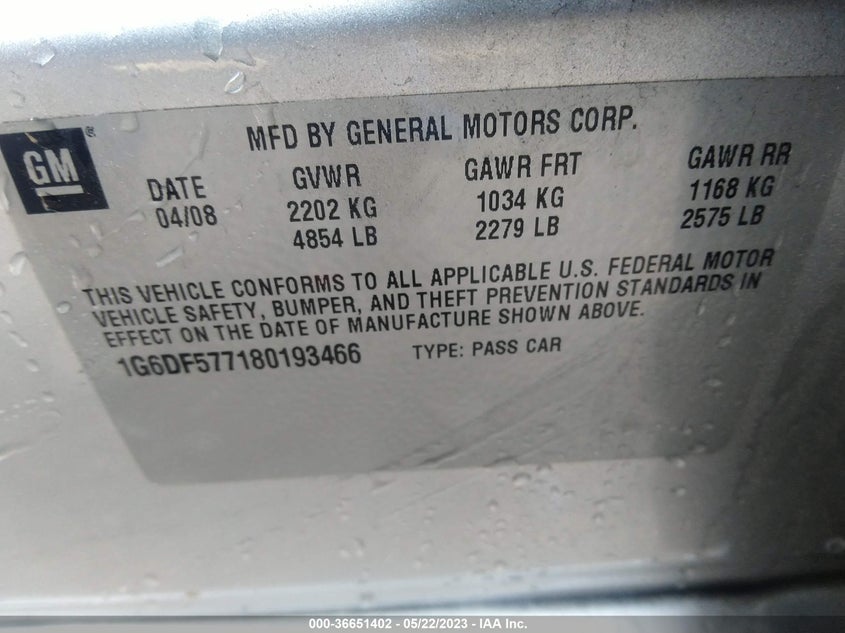 GM
MFD BY GENERAL MOTORS CORP.
DATE GVWR GAWR FRT GAWR RR
04/08 2202 KG 1034 KG 1168 KG
4854 LB 2279 LB 2575 LB
THIS VEHICLE CONFORMS TO ALL APPLICABLE U.S. FEDERAL MOTOR
VEHICLE SAFETY, BUMPER, AND THEFT PREVENTION STANDARDS IN
EFFECT ON THE DATE OF MANUFACTURE SHOWN ABOVE.
1G6DF577180193466 TYPE: PASS CAR
000-36651402 - 05/22/2023 - IAA Inc.